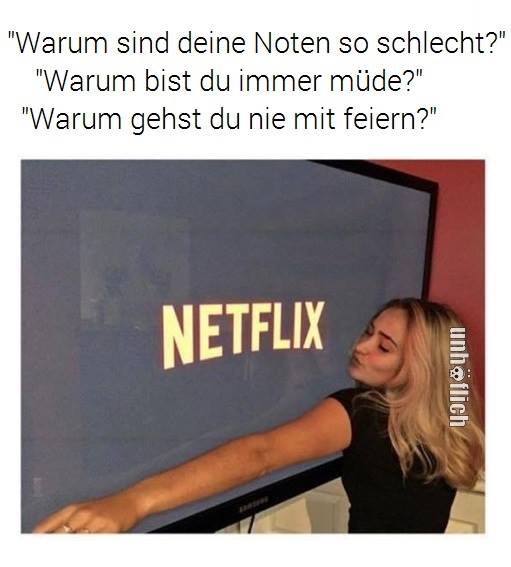 "Warum sind deine Noten so schlecht?"
"Warum bist du immer müde?"
"Warum gehst du nie mit feiern?"
NETFLIX
unhöflich
SAMSUNG